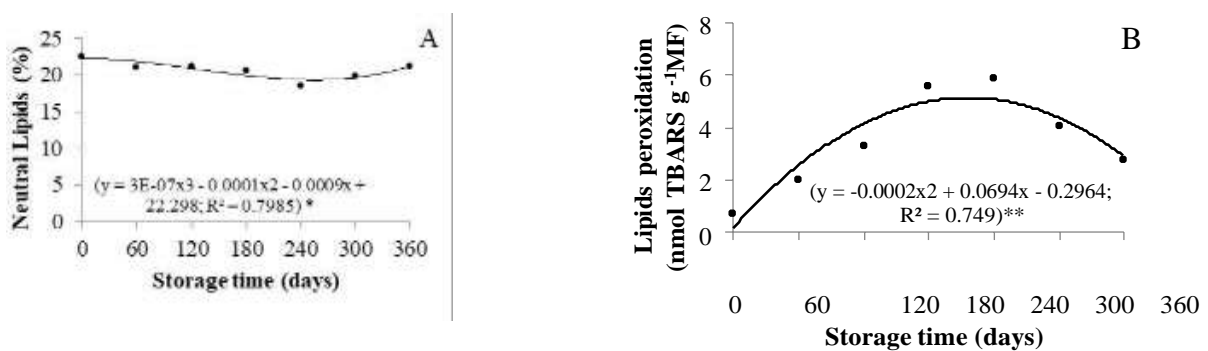 A
Neutral Lipids (%)
25
20
15
10
5
0
(y = 3E-07x3 - 0.0001x2 - 0.0009x +
22.298; R² = 0.7985) *
0 60 120 180 240 300 360
Storage time (days)
B
Lipids peroxidation
(nmol TBARS g -1MF)
8
6
4
2
0
(y = -0.0002x2 + 0.0694x - 0.2964;
R² = 0.749)**
0 60 120 180 240 300 360
Storage time (days)